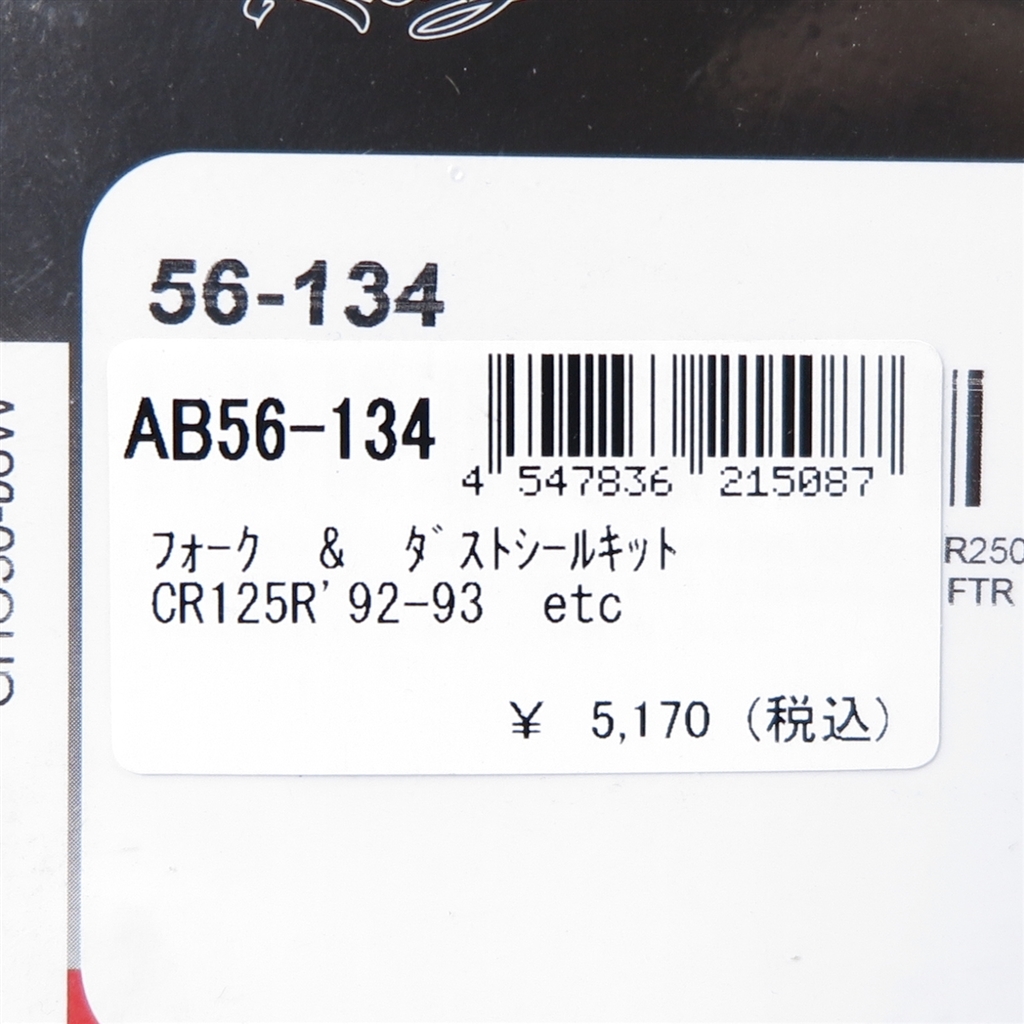 56-134
AB56-134
4 547836 215087
フォーク & ダストシールキット
CR125R'92-93 etc
¥ 5,170 (税込)
R250
FTR